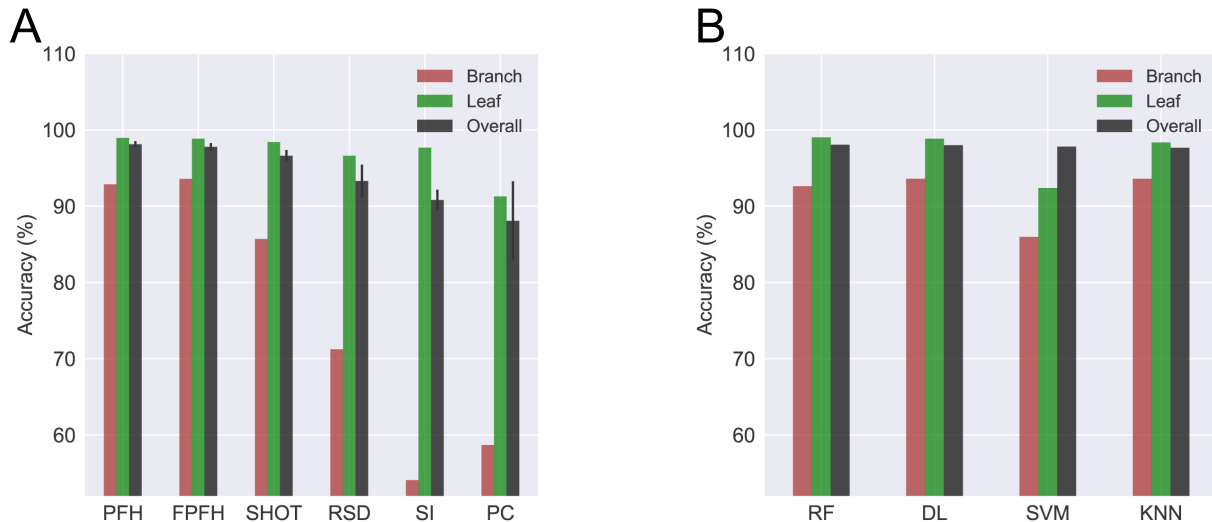 A
110
100
90
80
70
60
Accuracy (%)
Branch
Leaf
Overall
PFH FPFH SHOT RSD SI PC
B
110
100
90
80
70
60
Accuracy (%)
Branch
Leaf
Overall
RF DL SVM KNN